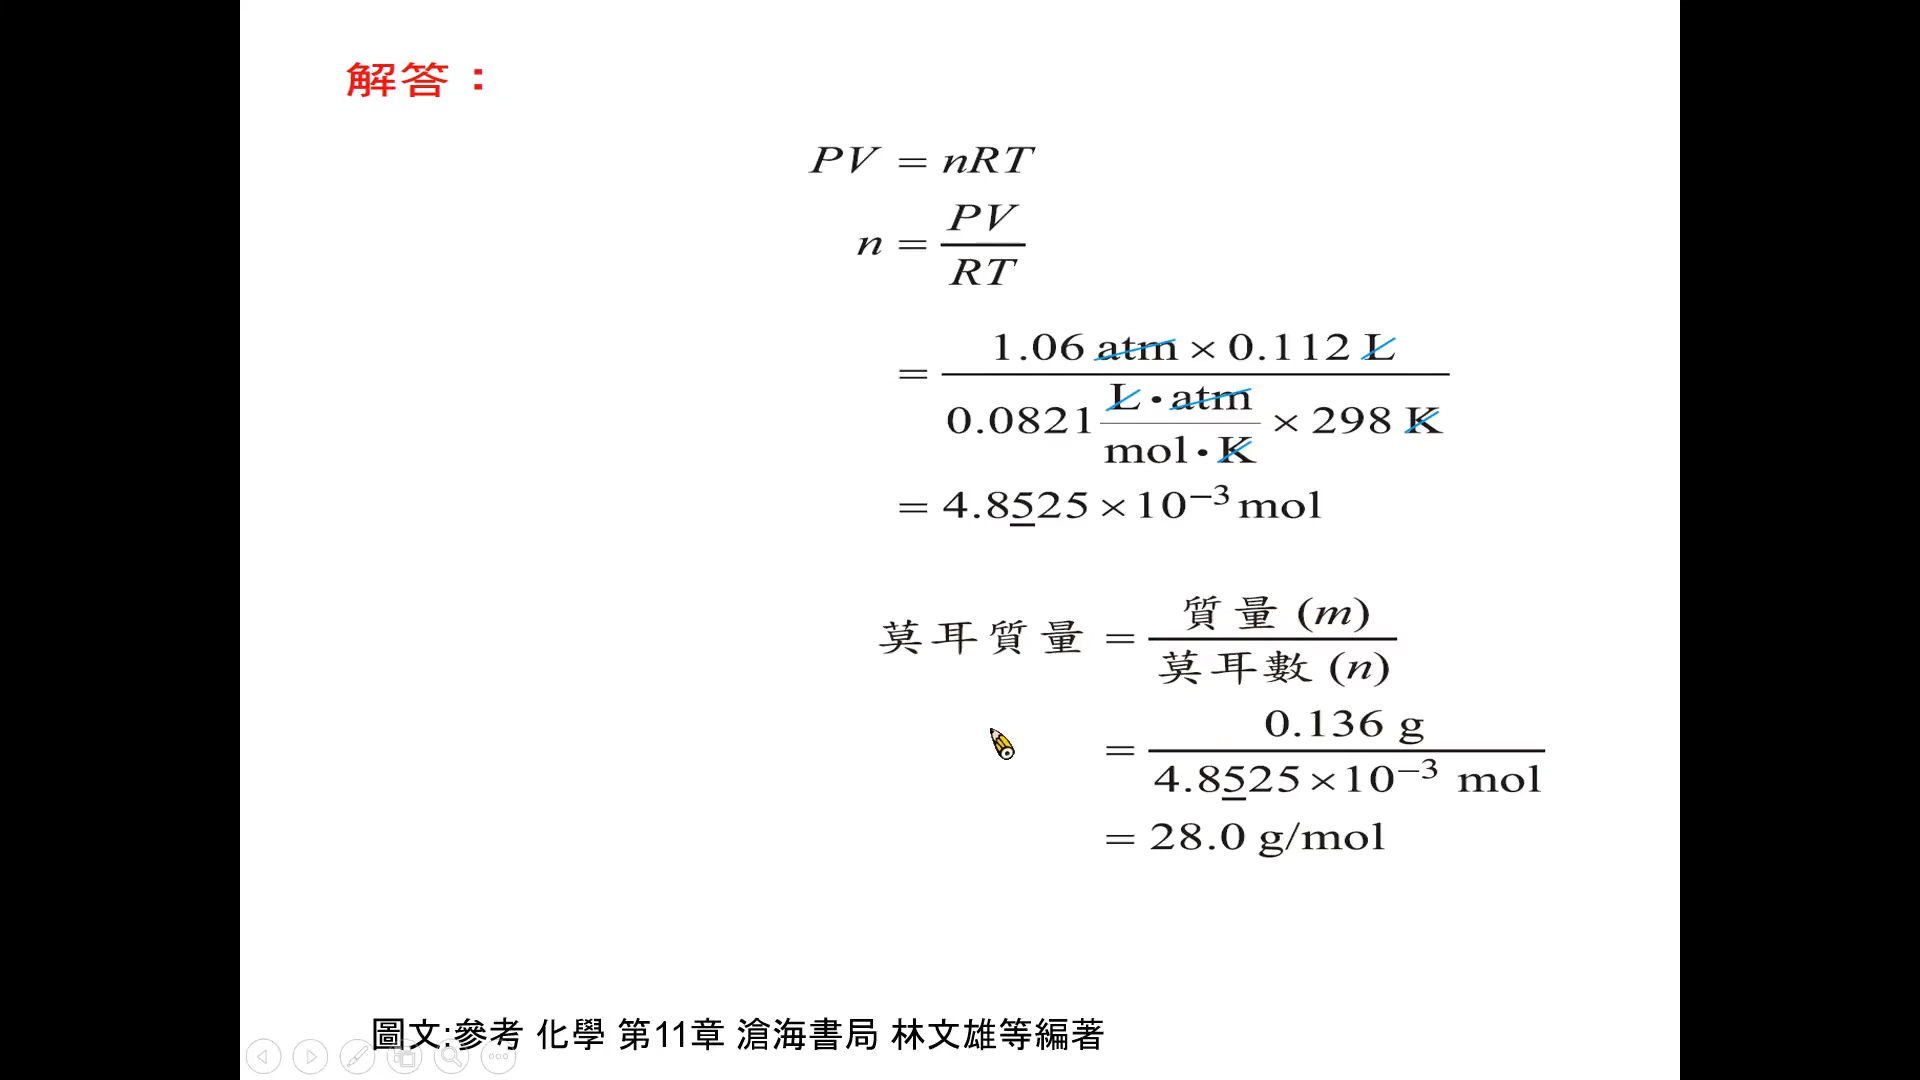 解答：
PV = nRT
n = PV / RT
= 1.06 atm × 0.112 L / 0.0821 L·atm / mol·K × 298 K
= 4.8525 × 10⁻³ mol
莫耳質量 = 質量 (m) / 莫耳數 (n)
= 0.136 g / 4.8525 × 10⁻³ mol
= 28.0 g/mol
圖文:參考 化學 第11章 滄海書局 林文雄等編著